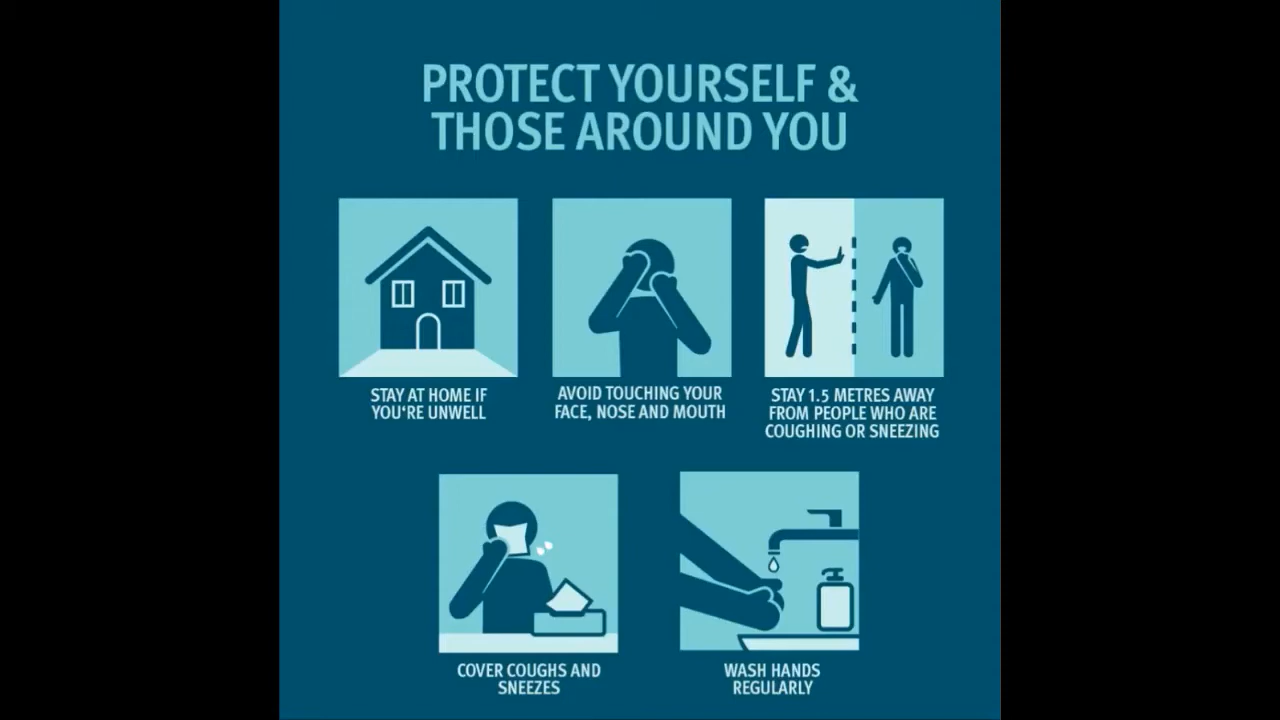 PROTECT YOURSELF &
THOSE AROUND YOU
STAY AT HOME IF
YOU'RE UNWELL
AVOID TOUCHING YOUR
FACE, NOSE AND MOUTH
STAY 1.5 METRES AWAY
FROM PEOPLE WHO ARE
COUGHING OR SNEEZING
COVER COUGHS AND
SNEEZES
WASH HANDS
REGULARLY